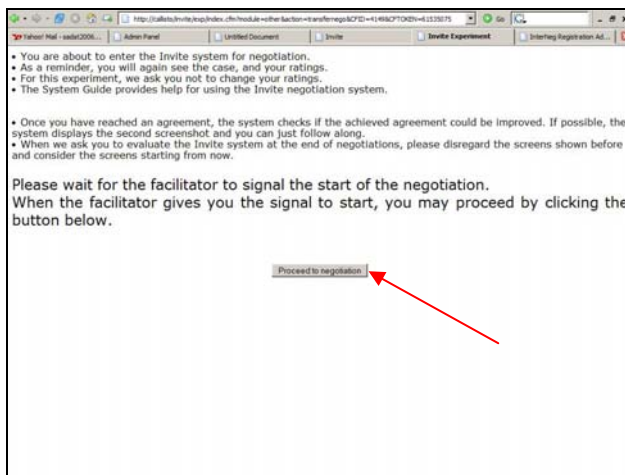 http://callisto/invite/exp/index.cfm?module=other&action=transfernego&CFID=4149&CFTOKEN=61535075
Go
Yahoo! Mail - sadat2006... Admin Panel Untitled Document Invite Invite Experiment Interneg Registration Ad...
• You are about to enter the Invite system for negotiation.
• As a reminder, you will again see the case, and your ratings.
• For this experiment, we ask you not to change your ratings.
• The System Guide provides help for using the Invite negotiation system.
• Once you have reached an agreement, the system checks if the achieved agreement could be improved. If possible, the
system displays the second screenshot and you can just follow along.
• When we ask you to evaluate the Invite system at the end of negotiations, please disregard the screens shown before
and consider the screens starting from now.
Please wait for the facilitator to signal the start of the negotiation.
When the facilitator gives you the signal to start, you may proceed by clicking the
button below.
Proceed to negotiation